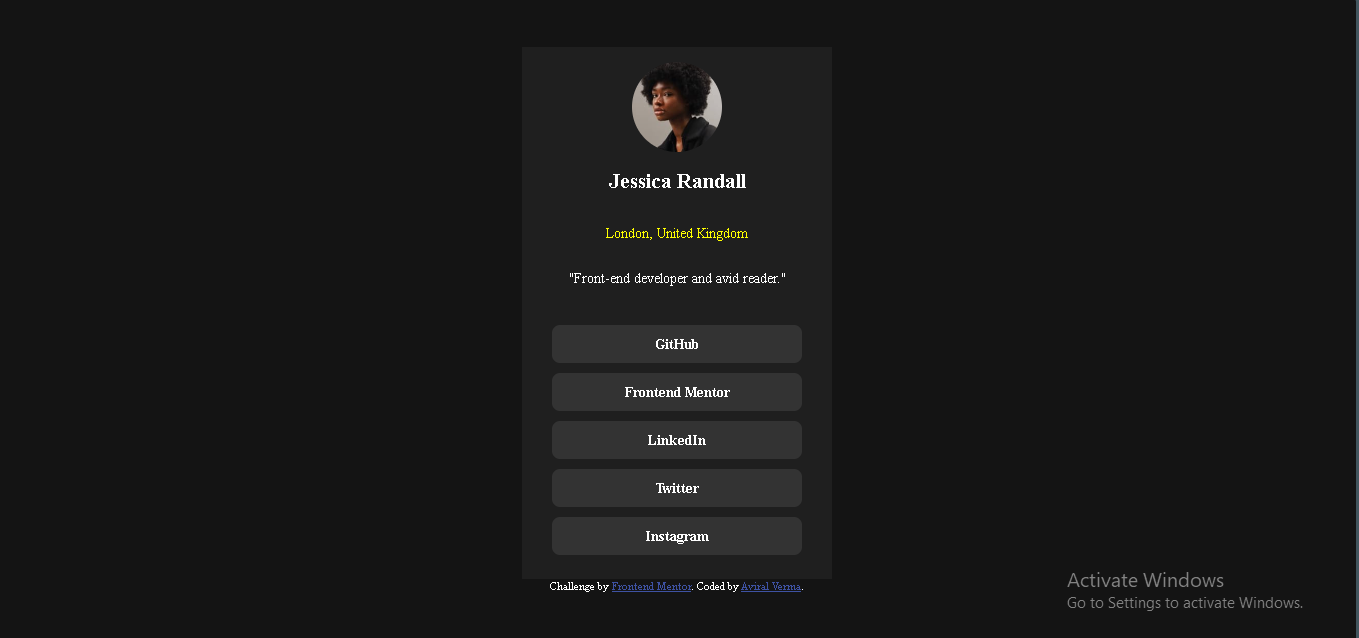 Jessica Randall
London, United Kingdom
"Front-end developer and avid reader."
GitHub
Frontend Mentor
LinkedIn
Twitter
Instagram
Challenge by Frontend Mentor. Coded by Aviral Verma.
Activate Windows
Go to Settings to activate Windows.